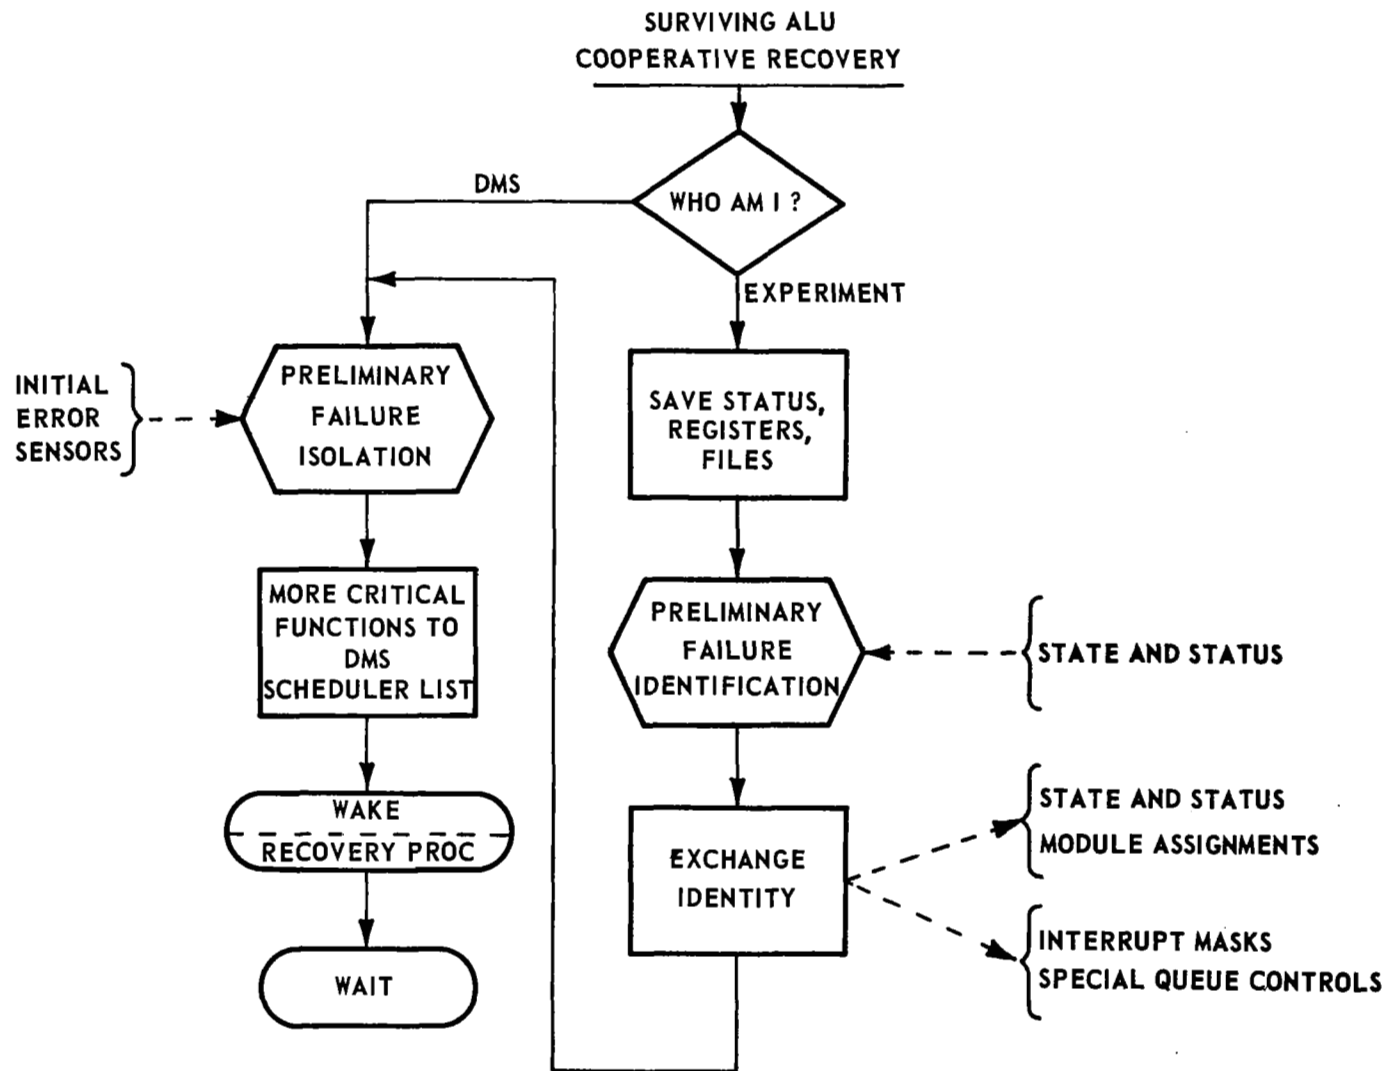 SURVIVING ALU
COOPERATIVE RECOVERY
WHO AM I ?
DMS
EXPERIMENT
INITIAL
ERROR
SENSORS
PRELIMINARY
FAILURE
ISOLATION
MORE CRITICAL
FUNCTIONS TO
DMS
SCHEDULER LIST
WAKE
RECOVERY PROC
WAIT
SAVE STATUS,
REGISTERS,
FILES
PRELIMINARY
FAILURE
IDENTIFICATION
STATE AND STATUS
EXCHANGE
IDENTITY
STATE AND STATUS
MODULE ASSIGNMENTS
INTERRUPT MASKS
SPECIAL QUEUE CONTROLS